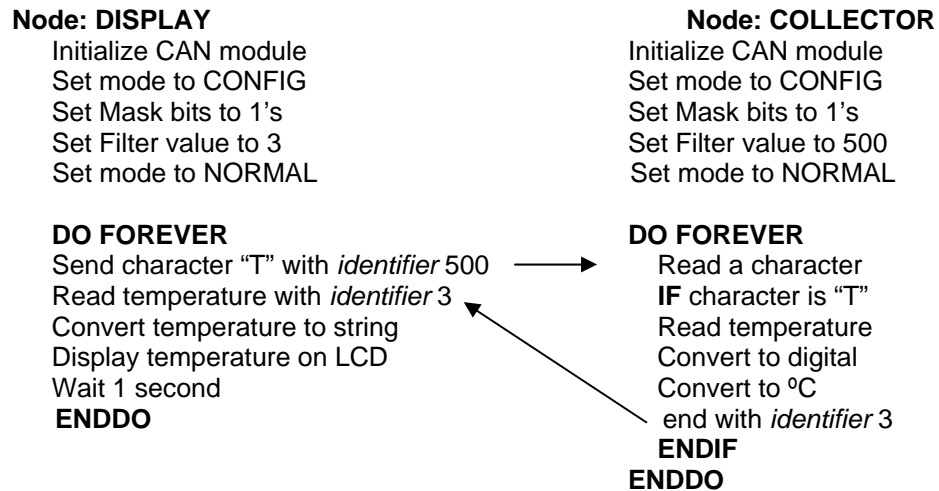 Node: DISPLAY
Initialize CAN module
Set mode to CONFIG
Set Mask bits to 1’s
Set Filter value to 3
Set mode to NORMAL
DO FOREVER
Send character “T” with identifier 500
Read temperature with identifier 3
Convert temperature to string
Display temperature on LCD
Wait 1 second
ENDDO
Node: COLLECTOR
Initialize CAN module
Set mode to CONFIG
Set Mask bits to 1’s
Set Filter value to 500
Set mode to NORMAL
DO FOREVER
Read a character
IF character is “T”
Read temperature
Convert to digital
Convert to ºC
end with identifier 3
ENDIF
ENDDO